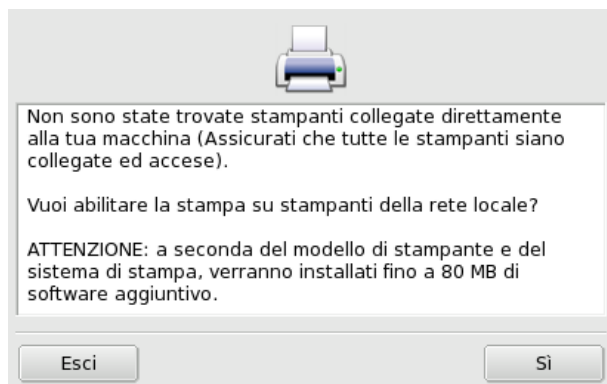 Non sono state trovate stampanti collegate direttamente
alla tua macchina (Assicurati che tutte le stampanti siano
collegate ed accese).
Vuoi abilitare la stampa su stampanti della rete locale?
ATTENZIONE: a seconda del modello di stampante e del
sistema di stampa, verranno installati fino a 80 MB di
software aggiuntivo.
Esci
Sì